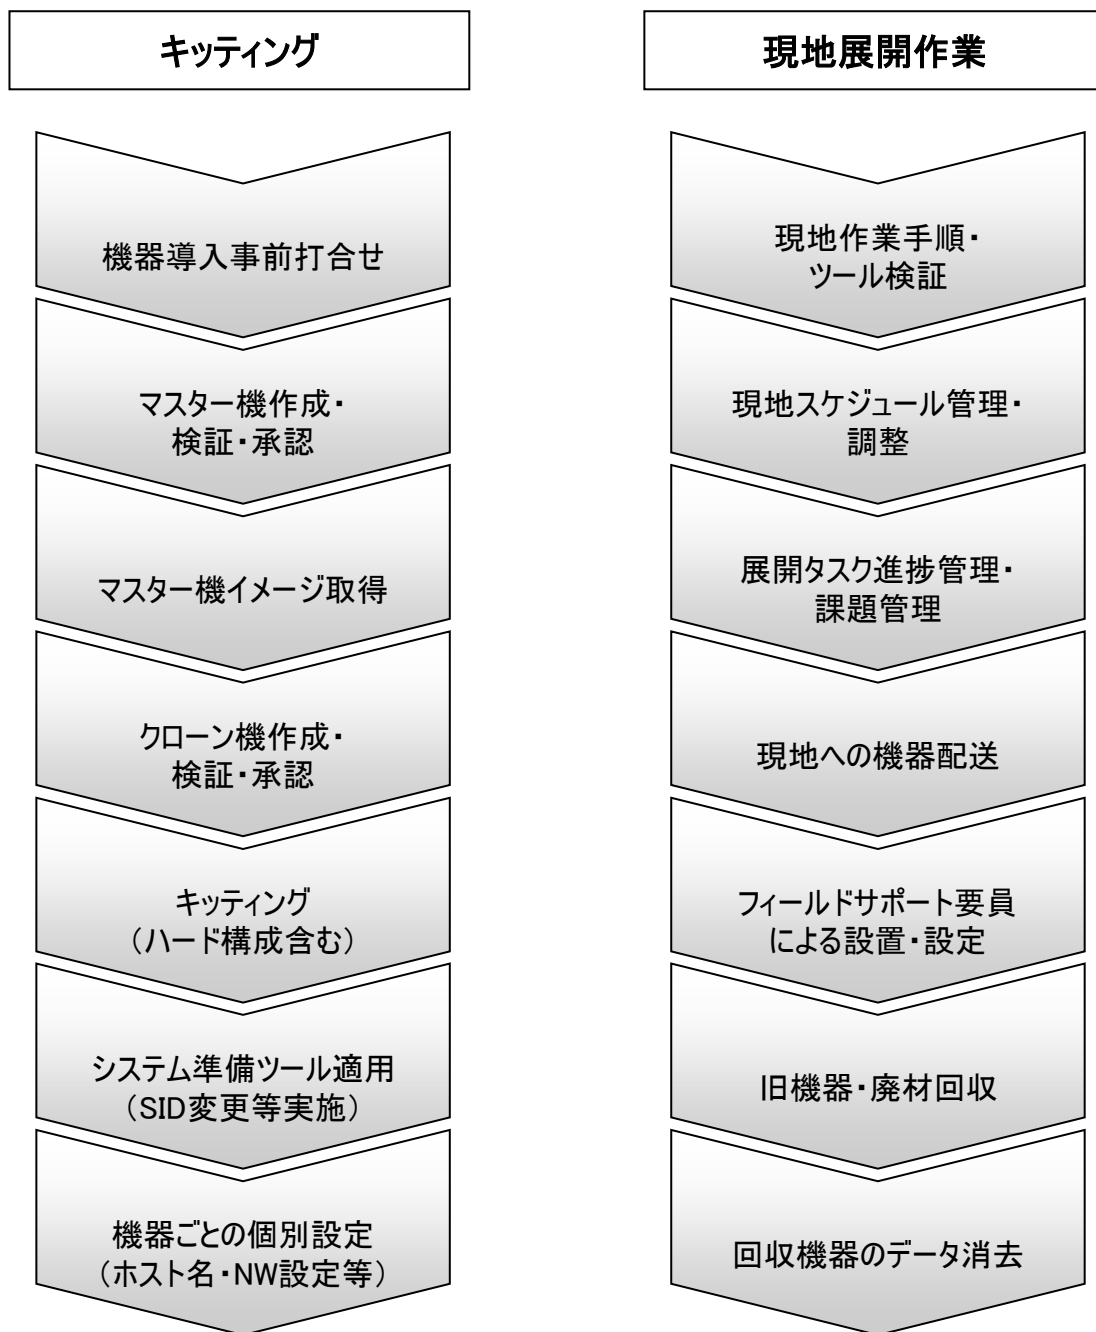 キッティング
機器導入事前打合せ
マスター機作成・
検証・承認
マスター機イメージ取得
クローン機作成・
検証・承認
キッティング
（ハード構成含む）
システム準備ツール適用
（SID変更等実施）
機器ごとの個別設定
（ホスト名・NW設定等）
現地展開作業
現地作業手順・
ツール検証
現地スケジュール管理・
調整
展開タスク進捗管理・
課題管理
現地への機器配送
フィールドサポート要員
による設置・設定
旧機器・廃材回収
回収機器のデータ消去